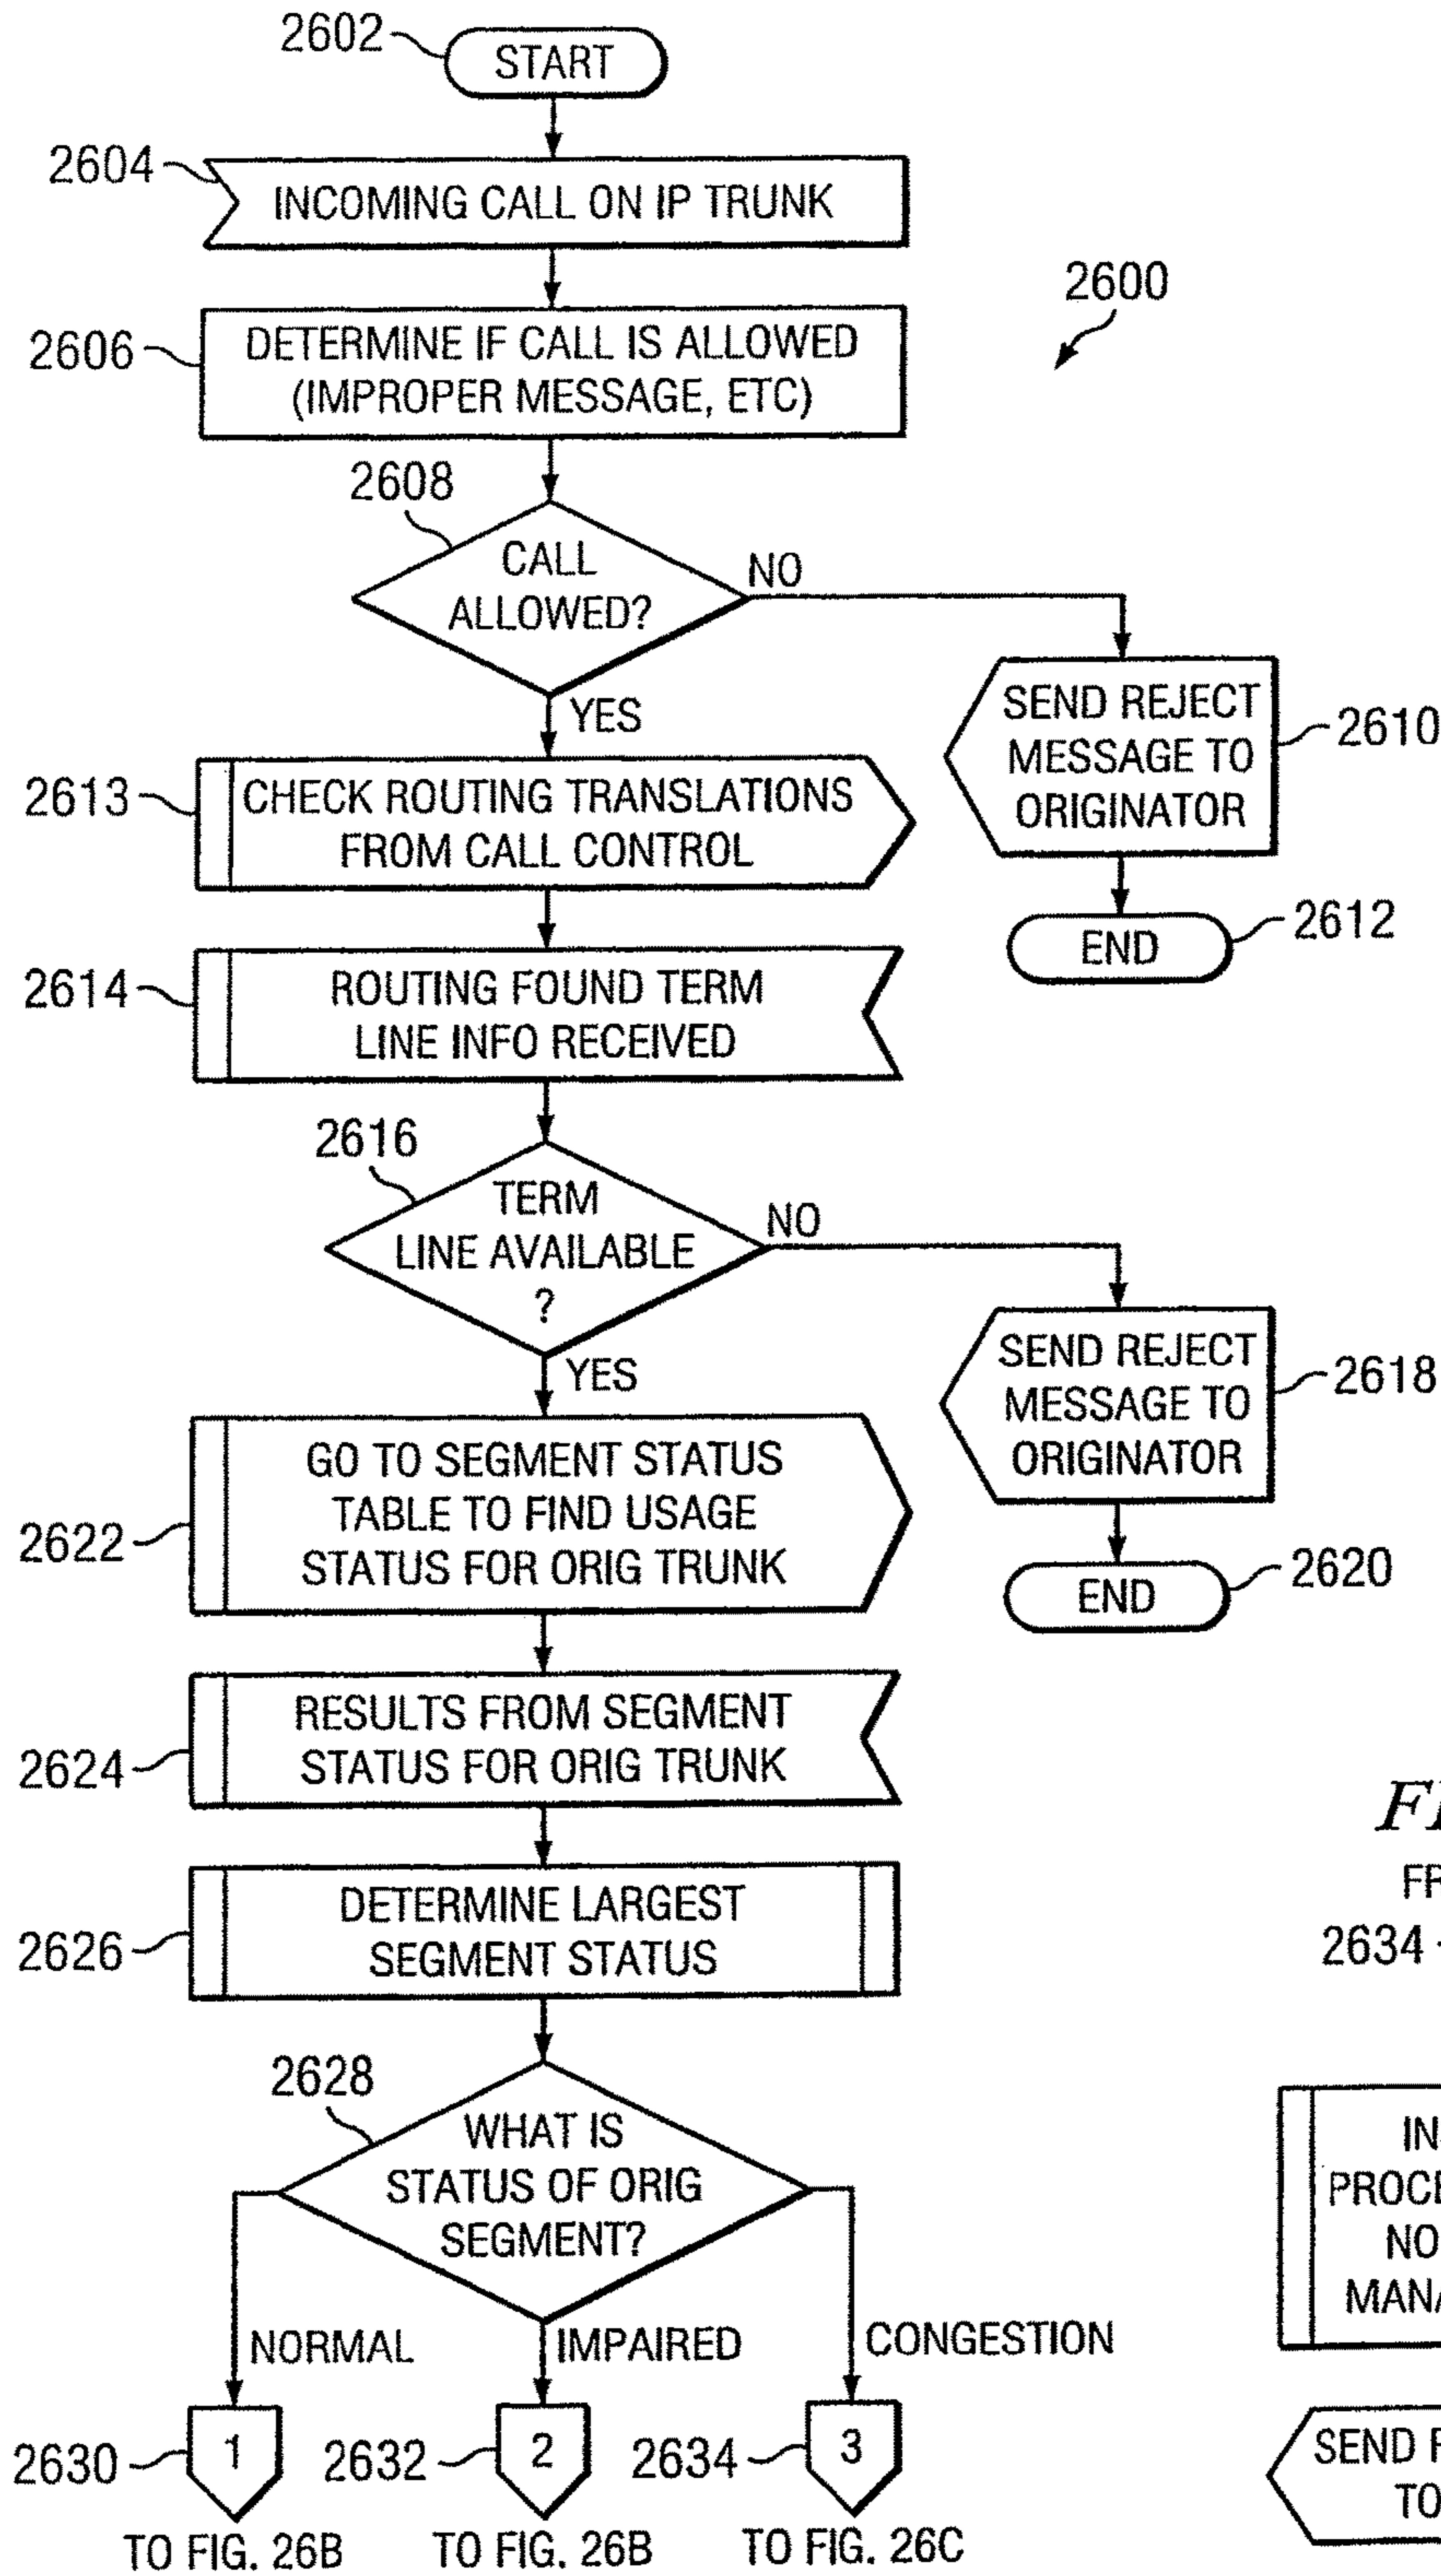 2602
START
2604
INCOMING CALL ON IP TRUNK
2600
2606
DETERMINE IF CALL IS ALLOWED
(IMPROPER MESSAGE, ETC)
2608
CALL
ALLOWED?
NO
YES
SEND REJECT
MESSAGE TO
ORIGINATOR
2610
2613
CHECK ROUTING TRANSLATIONS
FROM CALL CONTROL
END
2612
2614
ROUTING FOUND TERM
LINE INFO RECEIVED
2616
TERM
LINE AVAILABLE
?
NO
YES
SEND REJECT
MESSAGE TO
ORIGINATOR
2618
2622
GO TO SEGMENT STATUS
TABLE TO FIND USAGE
STATUS FOR ORIG TRUNK
END
2620
2624
RESULTS FROM SEGMENT
STATUS FOR ORIG TRUNK
2626
DETERMINE LARGEST
SEGMENT STATUS
2634
2628
WHAT IS
STATUS OF ORIG
SEGMENT?
NORMAL
IMPAIRED
CONGESTION
2630
1
2632
2
2634
3
TO FIG. 26B
TO FIG. 26B
TO FIG. 26C
SEND
TO